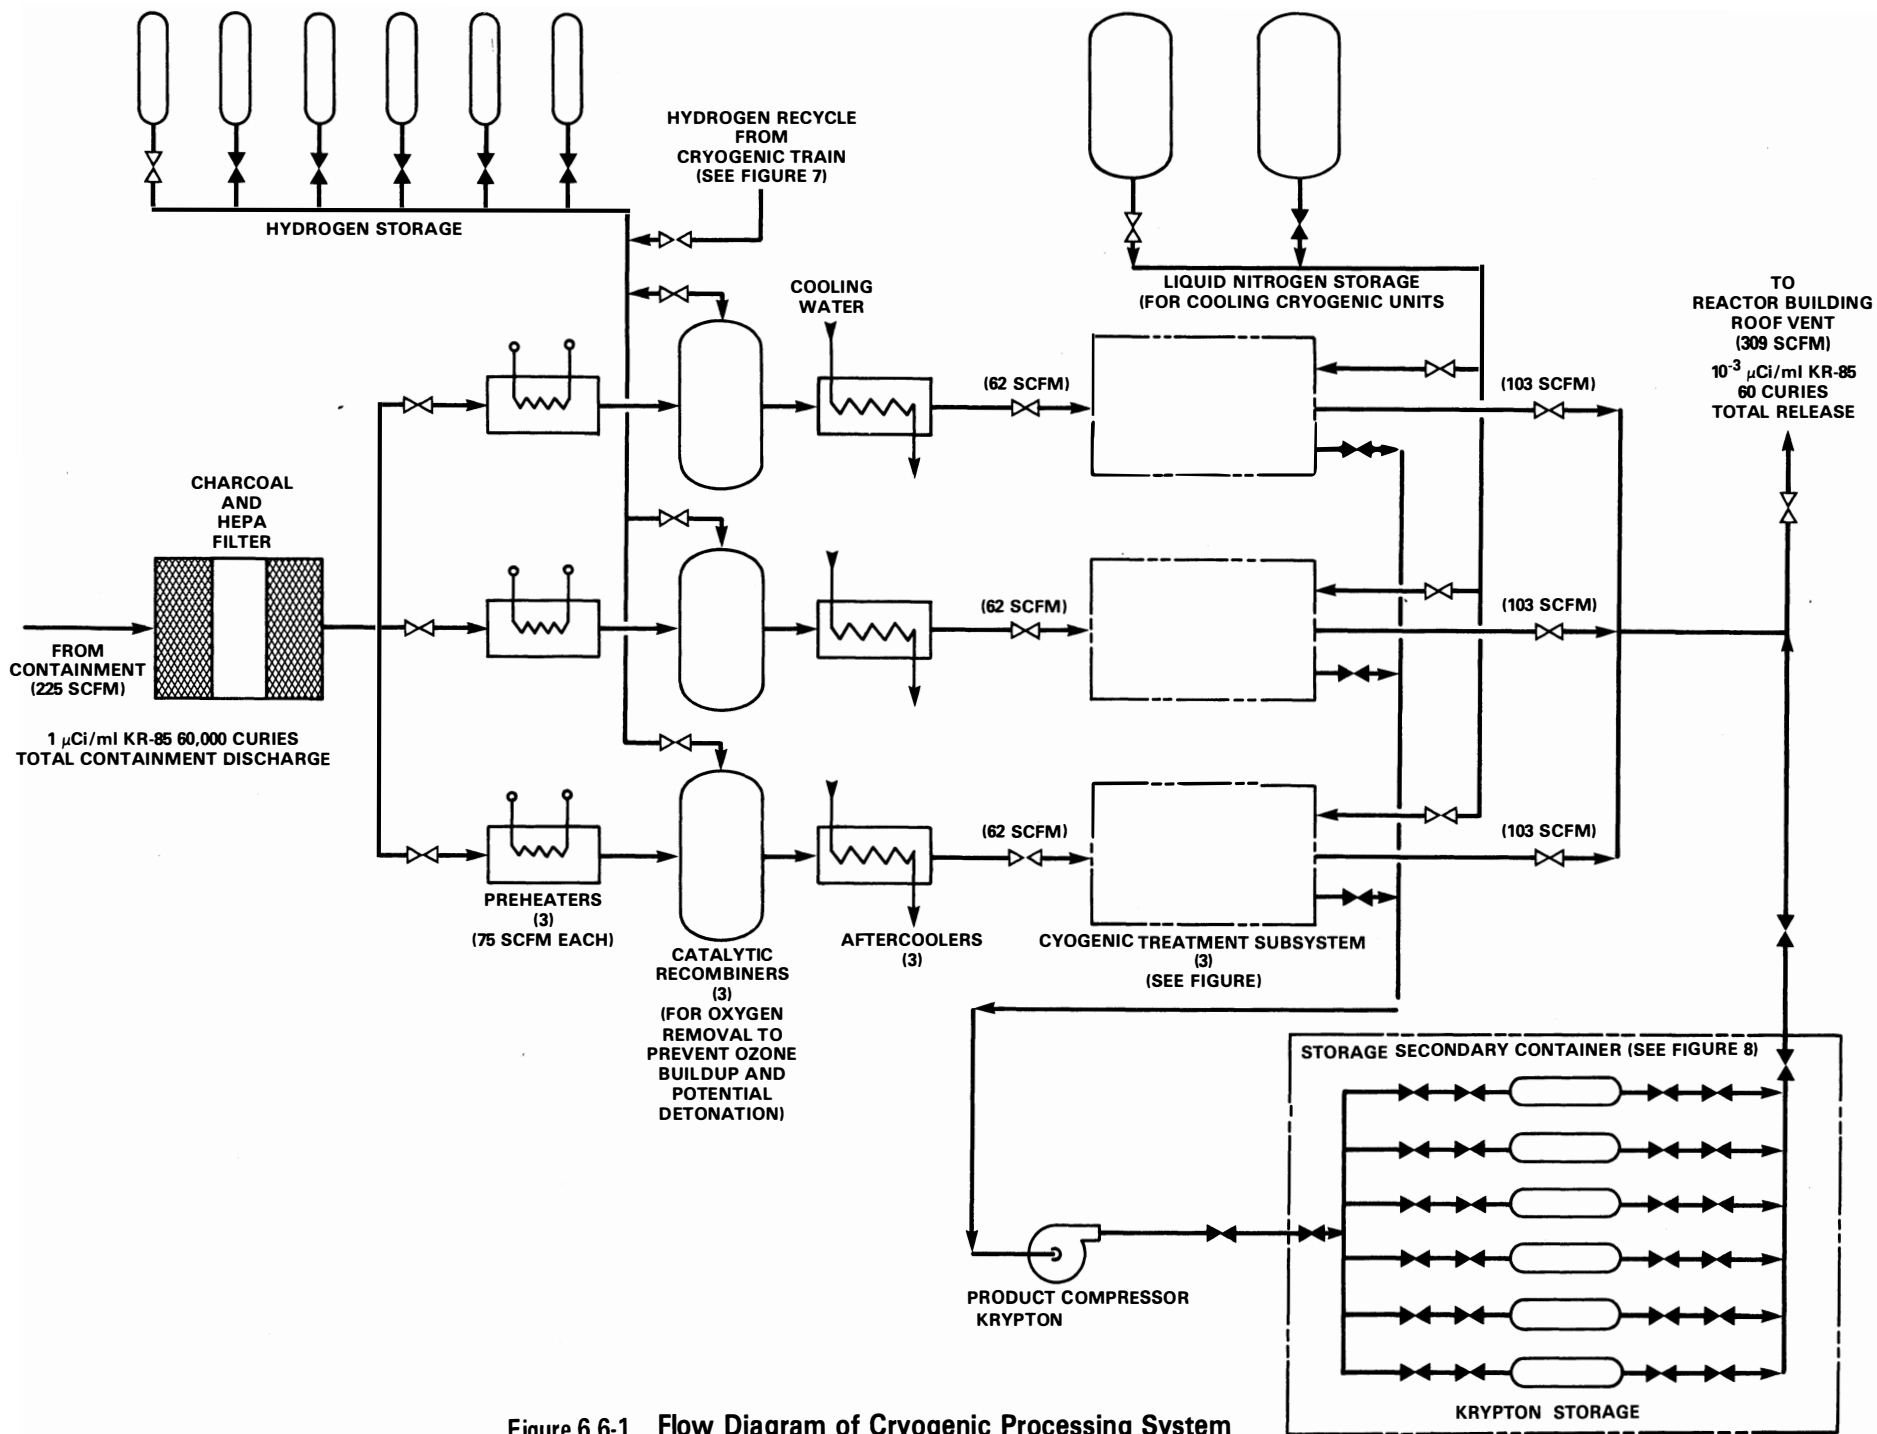 HYDROGEN RECYCLE
FROM
CRYOGENIC TRAIN
(SEE FIGURE 7)
HYDROGEN STORAGE
COOLING
WATER
LIQUID NITROGEN STORAGE
(FOR COOLING CRYOGENIC UNITS
TO
REACTOR BUILDING
ROOF VENT
(309 SCFM)
10⁻³ μCi/ml KR-85
60 CURIES
TOTAL RELEASE
(62 SCFM)
(103 SCFM)
CHARCOAL
AND
HEPA
FILTER
(62 SCFM)
(103 SCFM)
FROM
CONTAINMENT
(225 SCFM)
1 μCi/ml KR-85 60,000 CURIES
TOTAL CONTAINMENT DISCHARGE
(62 SCFM)
(103 SCFM)
PREHEATERS
(3)
(75 SCFM EACH)
CATALYTIC
RECOMBINERS
(3)
(FOR OXYGEN
REMOVAL TO
PREVENT OZONE
BUILDUP AND
POTENTIAL
DETONATION)
AFTERCOOLERS
(3)
CYOGENIC TREATMENT SUBSYSTEM
(3)
(SEE FIGURE)
STORAGE SECONDARY CONTAINER (SEE FIGURE 8)
PRODUCT COMPRESSOR
KRYPTON
KRYPTON STORAGE
Figure 6.6-1 Flow Diagram of Cryogenic Processing System